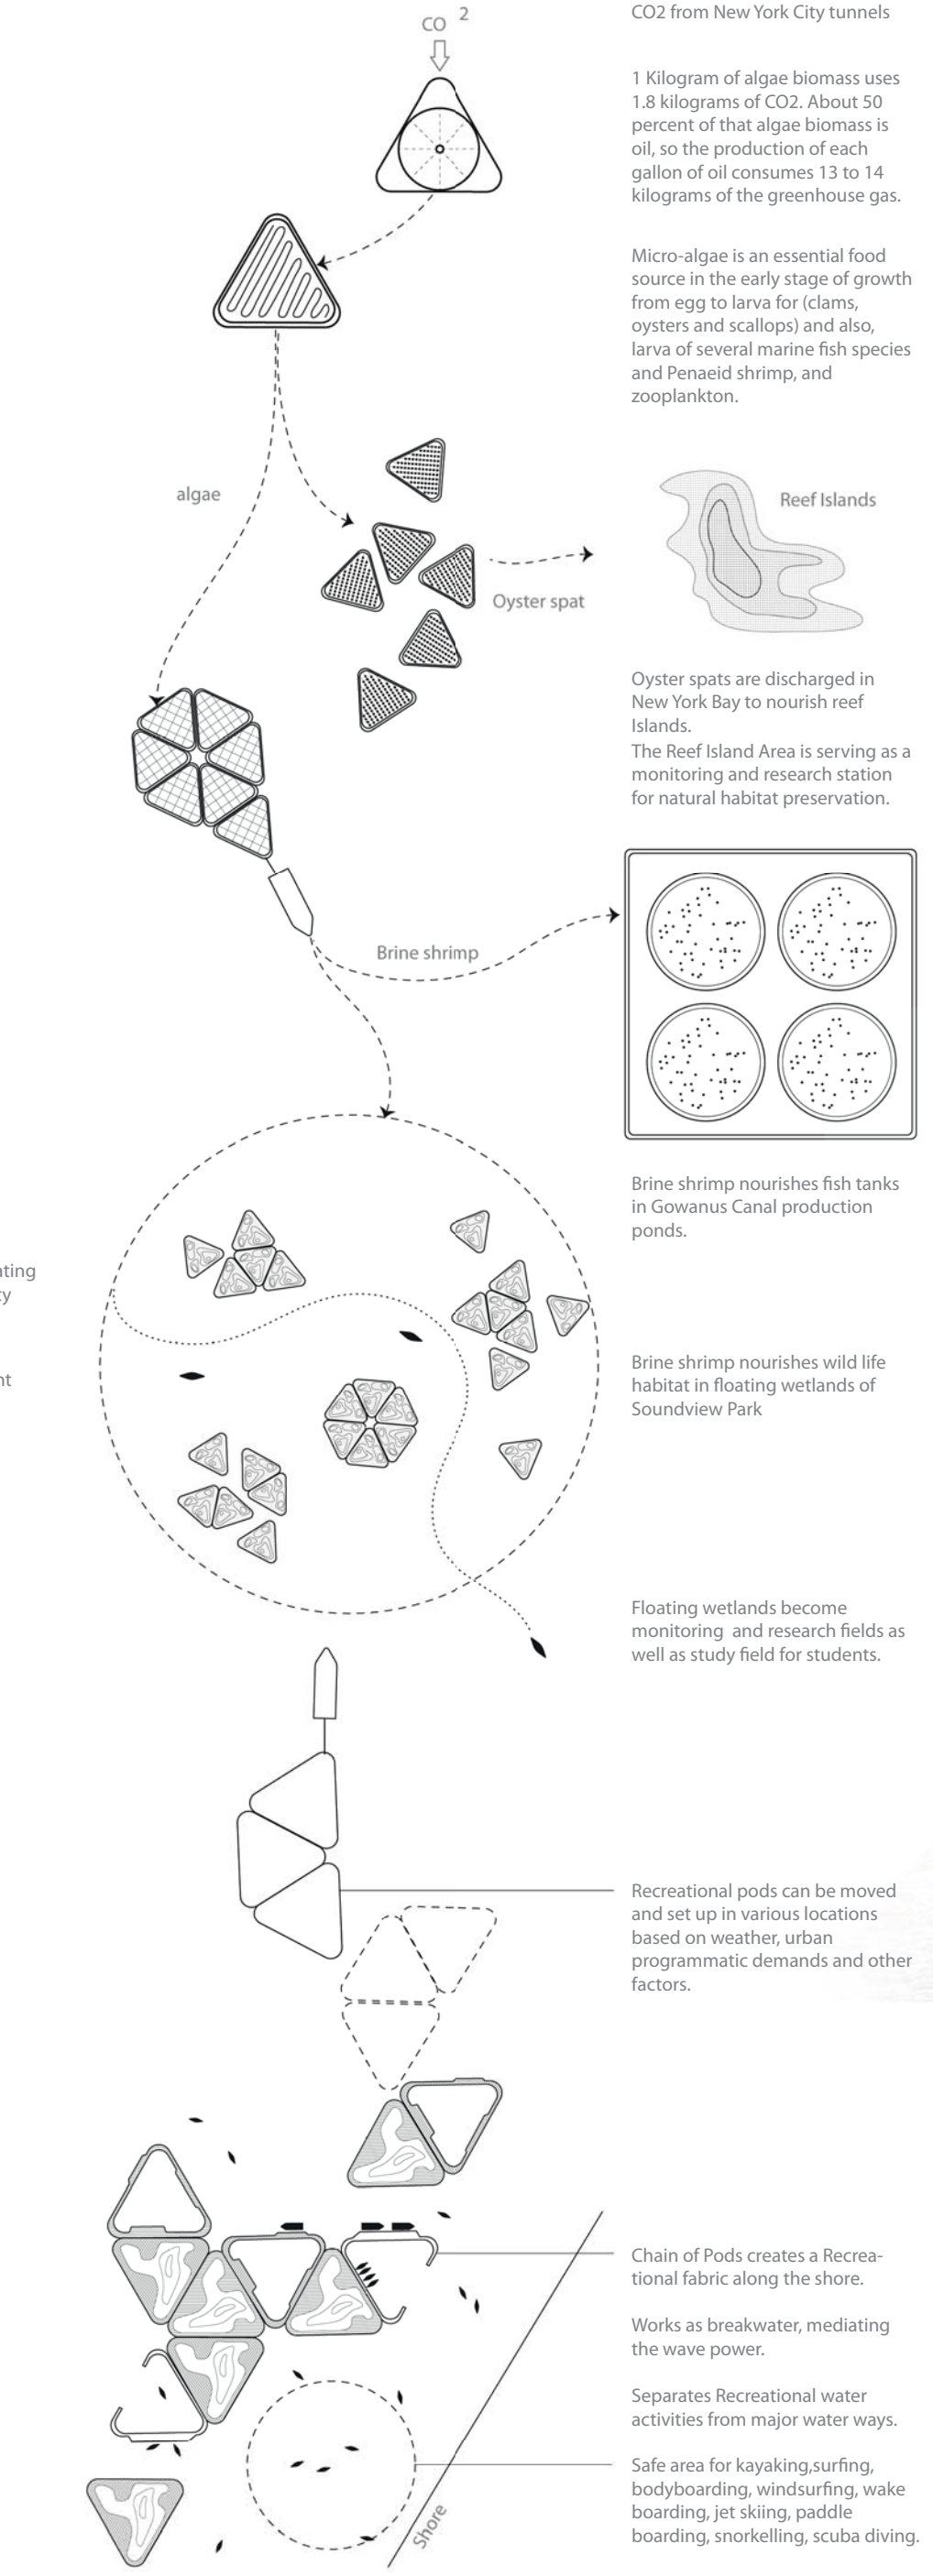 CO 2
CO2 from New York City tunnels
1 Kilogram of algae biomass uses
1.8 kilograms of CO2. About 50
percent of that algae biomass is
oil, so the production of each
gallon of oil consumes 13 to 14
kilograms of the greenhouse gas.
Micro-algae is an essential food
source in the early stage of growth
from egg to larva for (clams,
oysters and scallops) and also,
larva of several marine fish species
and Penaeid shrimp, and
zooplankton.
algae
Reef Islands
Oyster spat
Oyster spats are discharged in
New York Bay to nourish reef
Islands.
The Reef Island Area is serving as a
monitoring and research station
for natural habitat preservation.
Brine shrimp
Brine shrimp nourishes fish tanks
in Gowanus Canal production
ponds.
Brine shrimp nourishes wild life
habitat in floating wetlands of
Soundview Park
Floating wetlands become
monitoring and research fields as
well as study field for students.
Recreational pods can be moved
and set up in various locations
based on weather, urban
programmatic demands and other
factors.
Chain of Pods creates a Recrea-
tional fabric along the shore.
Works as breakwater, mediating
the wave power.
Separates Recreational water
activities from major water ways.
Safe area for kayaking,surfing,
bodyboarding, windsurfing, wake
boarding, jet skiing, paddle
boarding, snorkelling, scuba diving.
Shore